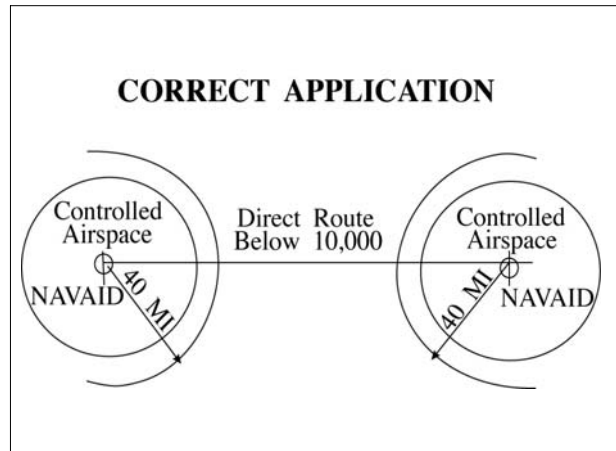 CORRECT APPLICATION
Controlled
Airspace
NAVAID
40 MI
Direct Route
Below 10,000
Controlled
Airspace
NAVAID
40 MI